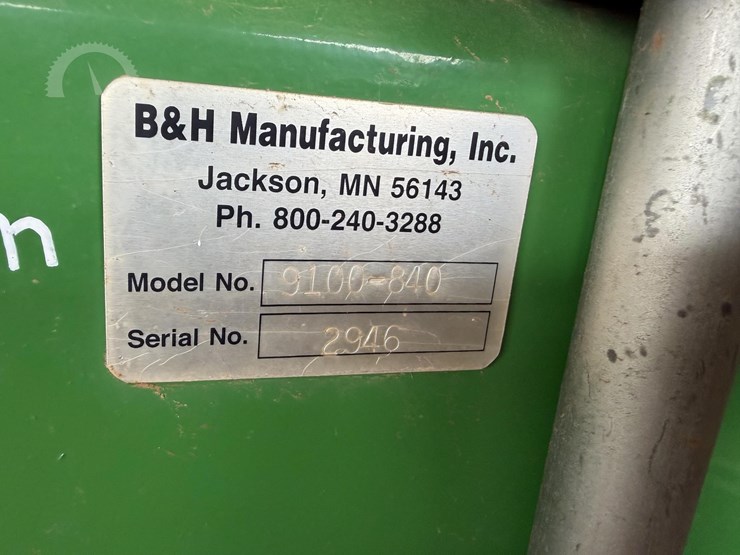 B&H Manufacturing, Inc.
Jackson, MN 56143
Ph. 800-240-3288
Model No. 9100-840
Serial No. 2946
n